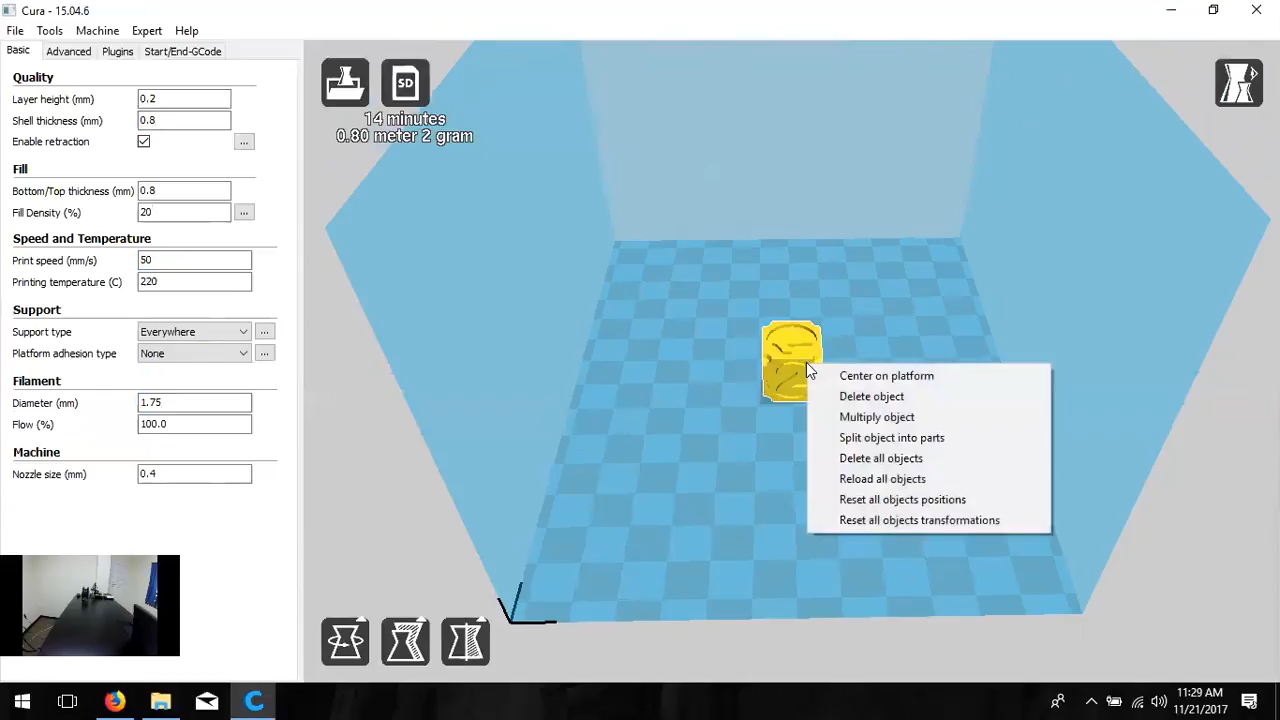 Cura - 15.04.6
File Tools Machine Expert Help
Basic Advanced Plugins Start/End-GCode
Quality
Layer height (mm) 0.2
Shell thickness (mm) 0.8
Enable retraction ...
Fill
Bottom/Top thickness (mm) 0.8
Fill Density (%) 20 ...
Speed and Temperature
Print speed (mm/s) 50
Printing temperature (C) 220
Support
Support type Everywhere ...
Platform adhesion type None ...
Filament
Diameter (mm) 1.75
Flow (%) 100.0
Machine
Nozzle size (mm) 0.4
SD
14 minutes
0.80 meter 2 gram
Center on platform
Delete object
Multiply object
Split object into parts
Delete all objects
Reload all objects
Reset all objects positions
Reset all objects transformations
11:29 AM
11/21/2017